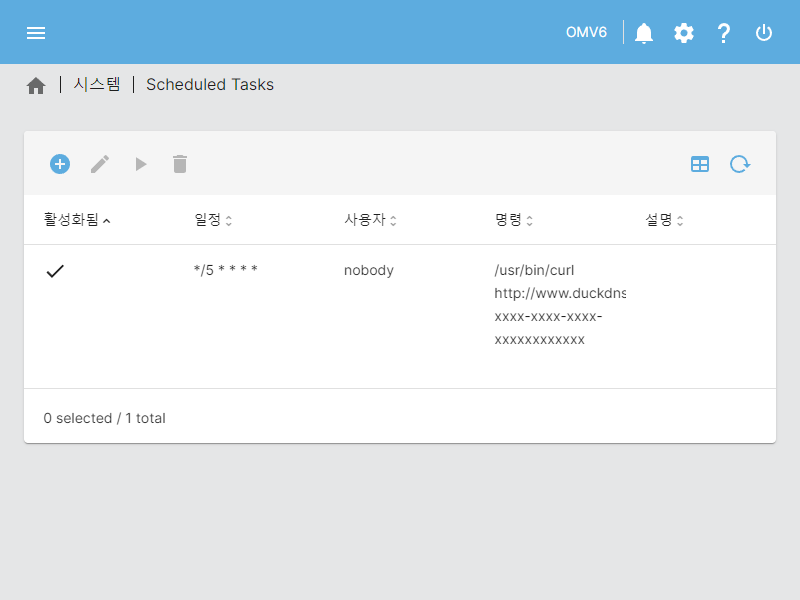 OMV6
시스템 Scheduled Tasks
활성화됨 일정 사용자 명령 설명
*/5 * * * * nobody /usr/bin/curl
http://www.duckdns
xxxx-xxxx-xxxx-
xxxxxxxxxxxx
0 selected / 1 total